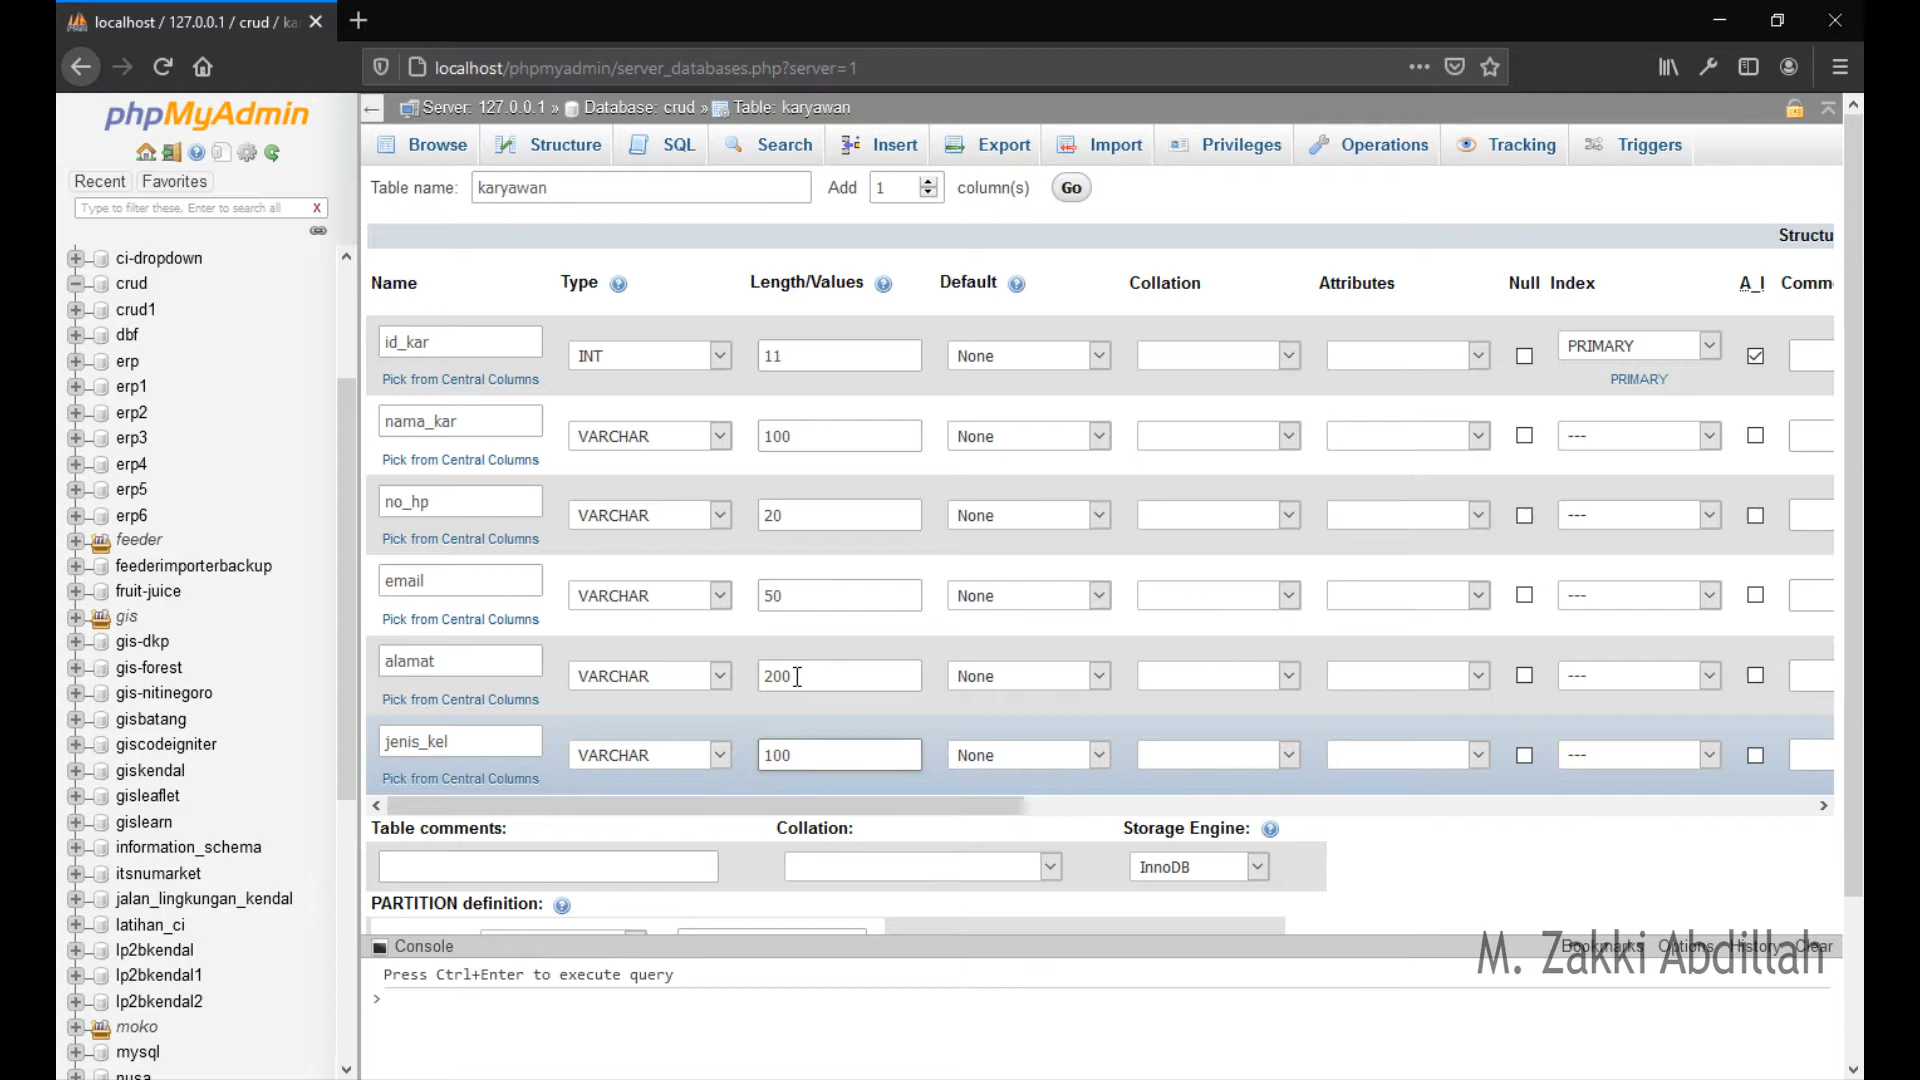 localhost / 127.0.0.1 / crud / ka
localhost/phpmyadmin/server_databases.php?server=1
phpMyAdmin
Recent
Favorites
Type to filter these, Enter to search all
X
ci-dropdown
crud
crud1
dbf
erp
erp1
erp2
erp3
erp4
erp5
erp6
feeder
feederimporterbackup
fruit-juice
gis
gis-dkp
gis-forest
gis-nitinegoro
gisbatang
giscodeigniter
giskendal
gisleaflet
gislearn
information_schema
itsnumarket
jalan_lingkungan_kendal
latihan_ci
lp2bkendal
lp2bkendal1
lp2bkendal2
moko
mysql
nusa
Server: 127.0.0.1 » Database: crud » Table: karyawan
Browse Structure SQL Search Insert Export Import Privileges Operations Tracking Triggers
Table name: karyawan Add 1 column(s) Go
Structu
Name Type Length/Values Default Collation Attributes Null Index A_I Comm
id_kar INT 11 None PRIMARY
Pick from Central Columns PRIMARY
nama_kar VARCHAR 100 None ---
Pick from Central Columns
no_hp VARCHAR 20 None ---
Pick from Central Columns
email VARCHAR 50 None ---
Pick from Central Columns
alamat VARCHAR 200 None ---
Pick from Central Columns
jenis_kel VARCHAR 100 None ---
Pick from Central Columns
Table comments: Collation: Storage Engine:
InnoDB
PARTITION definition:
Console
Bookmarks Options History Clear
M. Zakki Abdillah
Press Ctrl+Enter to execute query
>